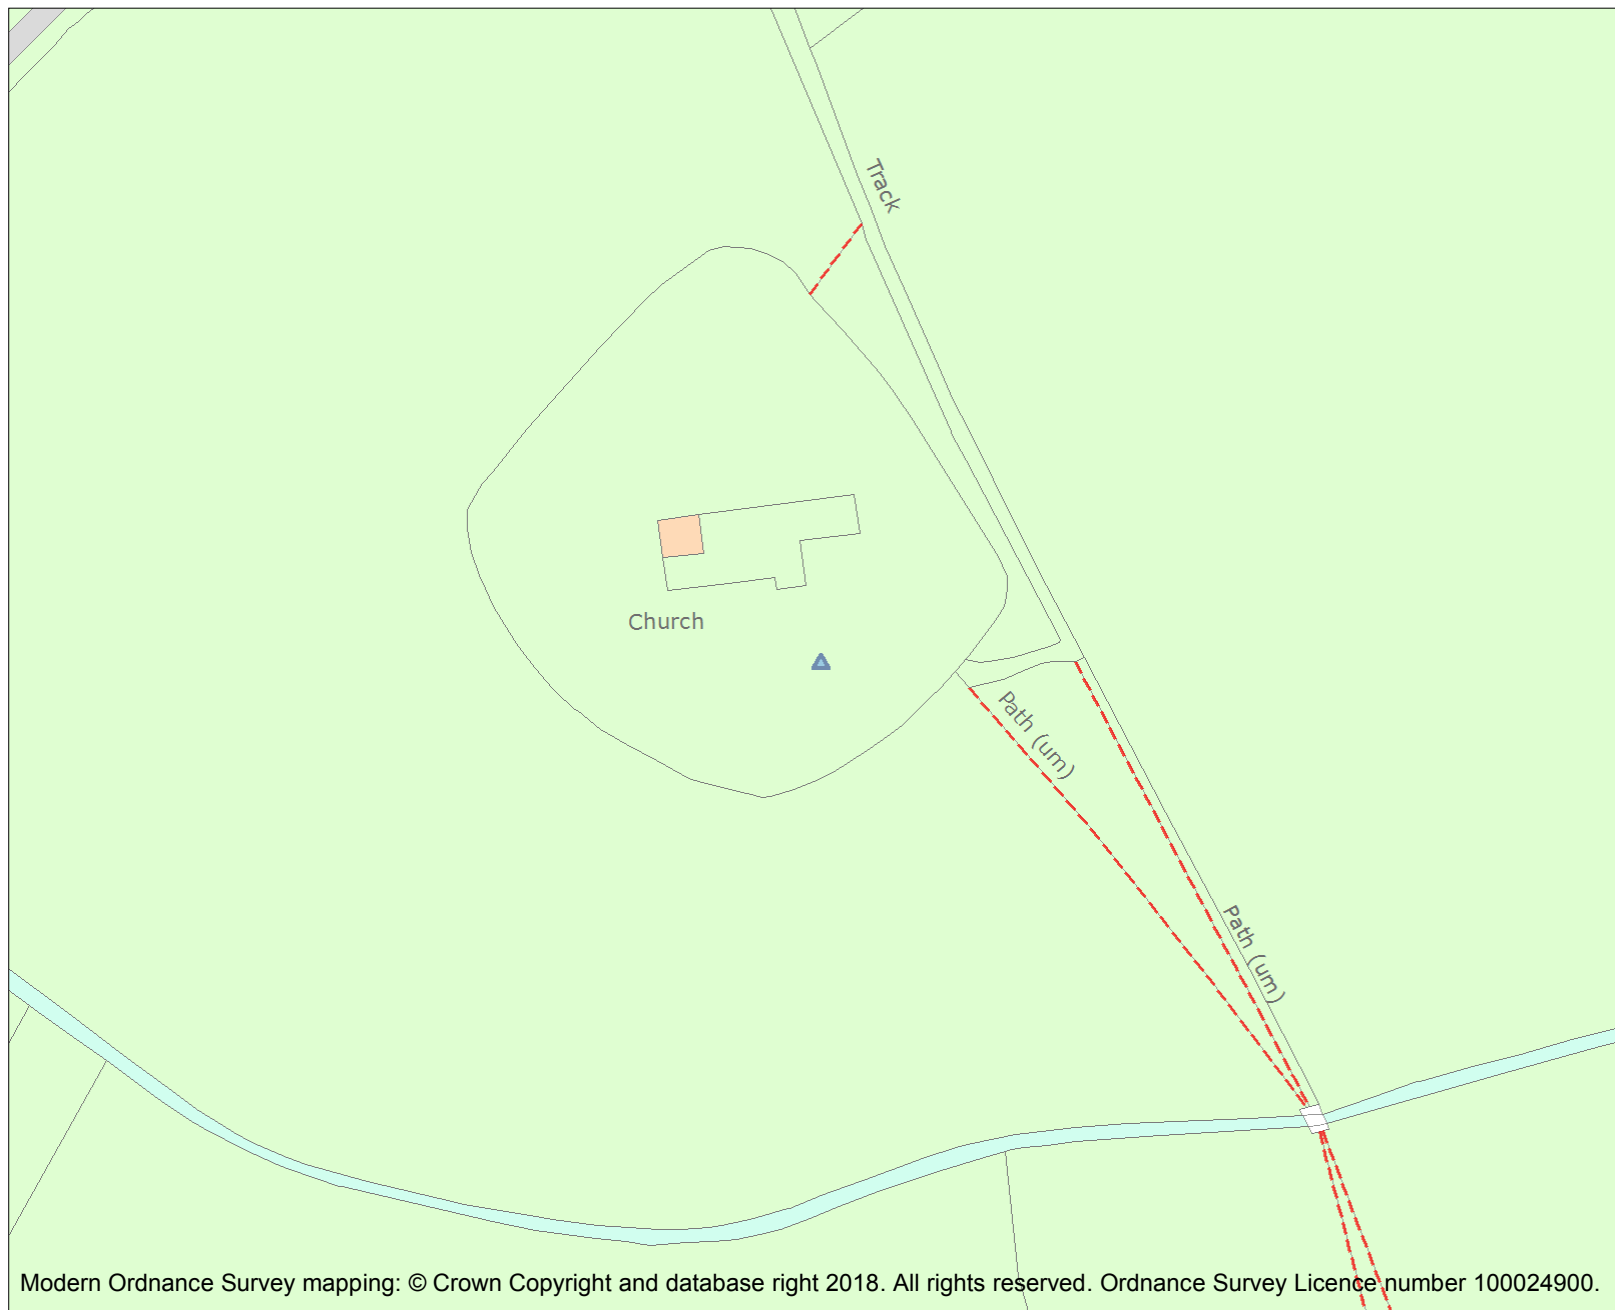 Track
Church
Path (um)
Path (um)
Modern Ordnance Survey mapping: © Crown Copyright and database right 2018. All rights reserved. Ordnance Survey Licence number 100024900.